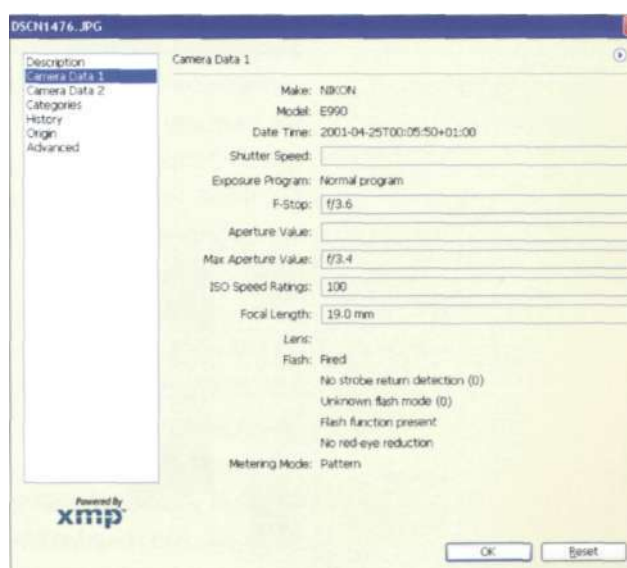 DSCN1476.JPG
Description
Camera Data 1
Camera Data 2
Categories
History
Origin
Advanced
Camera Data 1
Make: NIKON
Model: E990
Date Time: 2001-04-25T00:05:50+01:00
Shutter Speed:
Exposure Program: Normal program
F-Stop: f/3.6
Aperture Value:
Max Aperture Value: f/3.4
ISO Speed Ratings: 100
Focal Length: 19.0 mm
Lens:
Flash: Fired
No strobe return detection (0)
Unknown flash mode (0)
Flash function present
No red-eye reduction
Metering Mode: Pattern
Powered By
xmp
OK
Reset